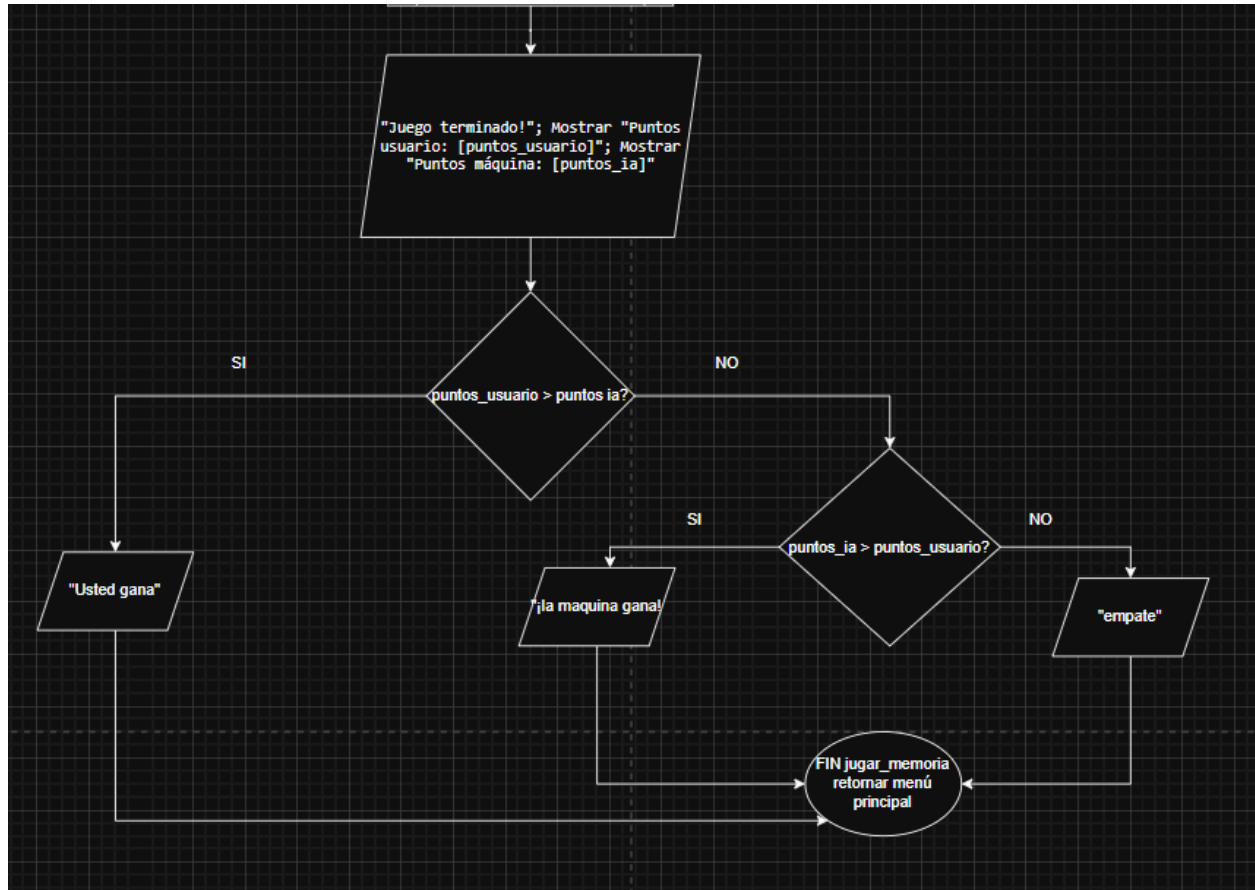 "Juego terminado!"; Mostrar "Puntos
usuario: [puntos_usuario]"; Mostrar
"Puntos máquina: [puntos_ia]"
SI
NO
puntos_usuario > puntos ia?
SI
NO
puntos_ia > puntos_usuario?
"Usted gana"
"¡la maquina gana!
"empate"
FIN jugar_memoria
retornar menú
principal